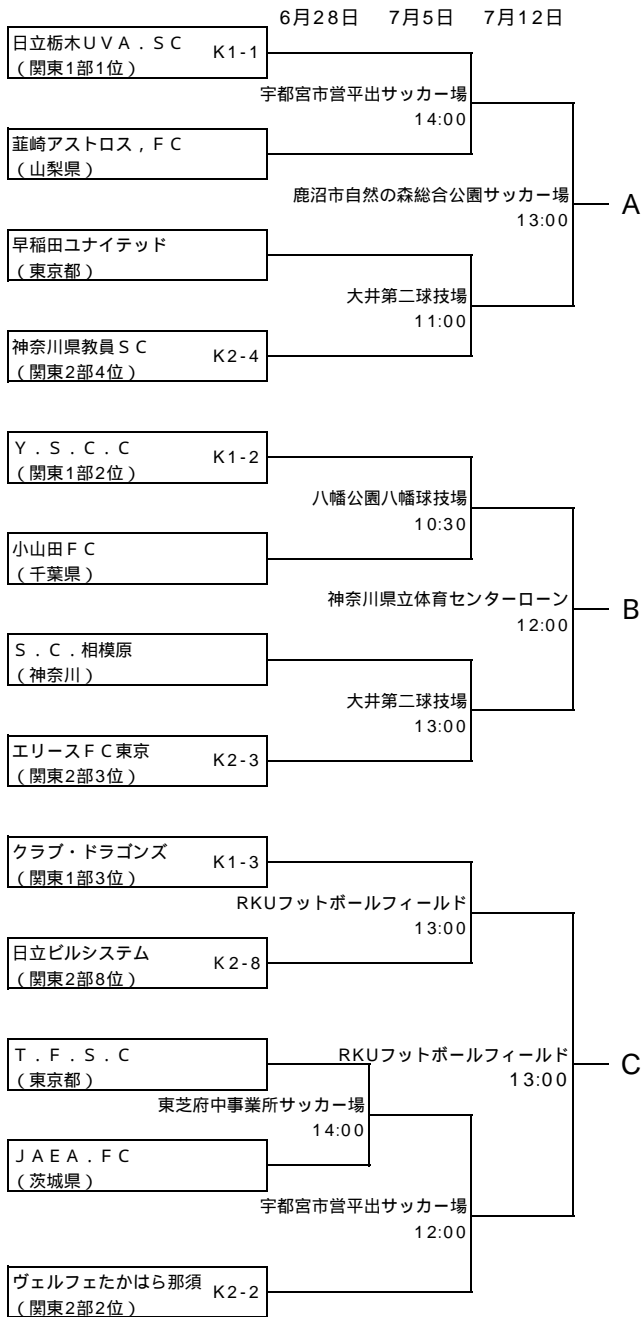 6月28日 7月5日 7月12日
日立栃木UVA．SC K1-1
（関東1部1位）
宇都宮市営平出サッカー場
14:00
韮崎アストロス，FC
（山梨県）
鹿沼市自然の森総合公園サッカー場
13:00
A
早稲田ユナイテッド
（東京都）
大井第二球技場
11:00
神奈川県教員SC K2-4
（関東2部4位）
Y．S．C．C K1-2
（関東1部2位）
八幡公園八幡球技場
10:30
小山田FC
（千葉県）
神奈川県立体育センターローン
12:00
B
S．C．相模原
（神奈川）
大井第二球技場
13:00
エリースFC東京 K2-3
（関東2部3位）
クラブ・ドラゴンズ K1-3
（関東1部3位）
RKUフットボールフィールド
13:00
日立ビルシステム K2-8
（関東2部8位）
T．F．S．C
（東京都）
RKUフットボールフィールド
13:00
C
東芝府中事業所サッカー場
14:00
JAEA．FC
（茨城県）
宇都宮市営平出サッカー場
12:00
ヴェルフェたかはら那須 K2-2
（関東2部2位）